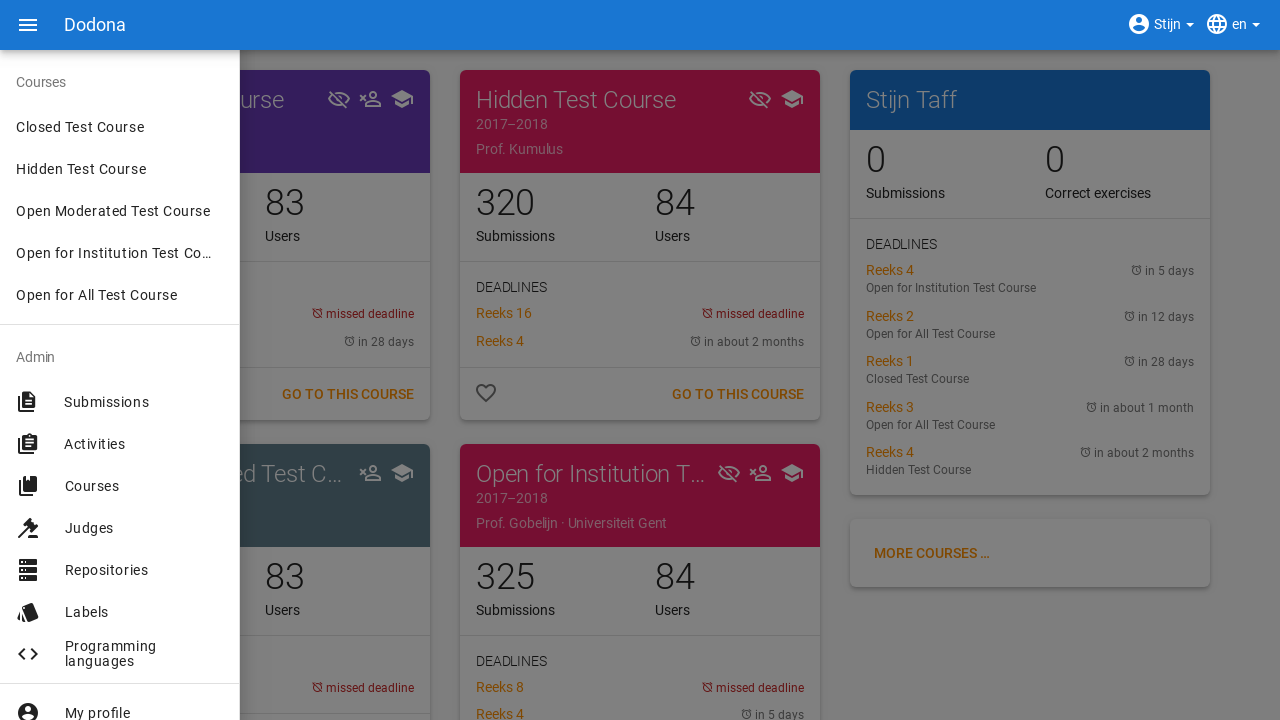 Dodona
Stijn
en
Courses
Closed Test Course
Hidden Test Course
Open Moderated Test Course
Open for Institution Test Co...
Open for All Test Course
Admin
Submissions
Activities
Courses
Judges
Repositories
Labels
Programming
languages
My profile
urse
83
Users
missed deadline
in 28 days
GO TO THIS COURSE
Hidden Test Course
2017–2018
Prof. Kumulus
320
84
Submissions
Users
DEADLINES
Reeks 16
missed deadline
Reeks 4
in about 2 months
GO TO THIS COURSE
ed Test C...
83
Users
missed deadline
Open for Institution T...
2017–2018
Prof. Gobelijn · Universiteit Gent
325
84
Submissions
Users
DEADLINES
Reeks 8
missed deadline
Reeks 4
in 5 days
Stijn Taff
0
0
Submissions
Correct exercises
DEADLINES
Reeks 4
in 5 days
Open for Institution Test Course
Reeks 2
in 12 days
Open for All Test Course
Reeks 1
in 28 days
Closed Test Course
Reeks 3
in about 1 month
Open for All Test Course
Reeks 4
in about 2 months
Hidden Test Course
MORE COURSES ...